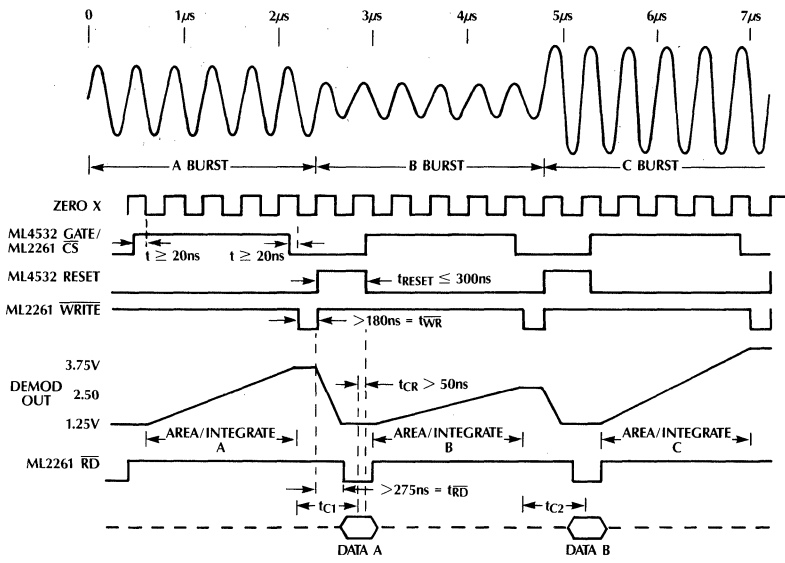 0 1μs 2μs 3μs 4μs 5μs 6μs 7μs
A BURST B BURST C BURST
ZERO X
ML4532 GATE/
ML2261 CS
t ≥ 20ns t ≥ 20ns
ML4532 RESET
tRESET ≤ 300ns
ML2261 WRITE
>180ns = tWR
3.75V
DEMOD
OUT
2.50
1.25V
tCR > 50ns
AREA/INTEGRATE
A
AREA/INTEGRATE
B
AREA/INTEGRATE
C
ML2261 RD
>275ns = tRD
tC1 tC2
DATA A DATA B